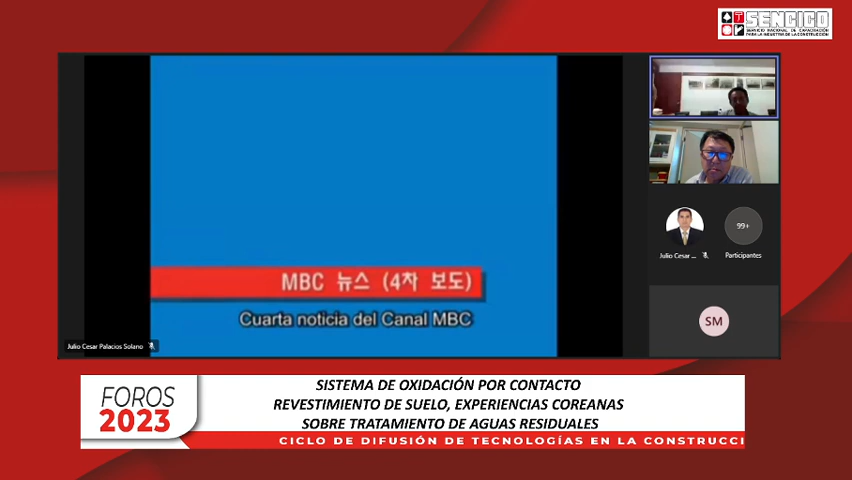 SENCICO
SERVICIO NACIONAL DE CAPACITACIÓN
PARA LA INDUSTRIA DE LA CONSTRUCCIÓN
MBC 뉴스 (4차 보도)
Cuarta noticia del Canal MBC
Julio Cesar Palacios Solano
Julio Cesar ...
99+
Participantes
SM
FOROS
2023
SISTEMA DE OXIDACIÓN POR CONTACTO
REVESTIMIENTO DE SUELO, EXPERIENCIAS COREANAS
SOBRE TRATAMIENTO DE AGUAS RESIDUALES
CICLO DE DIFUSIÓN DE TECNOLOGÍAS EN LA CONSTRUCCI